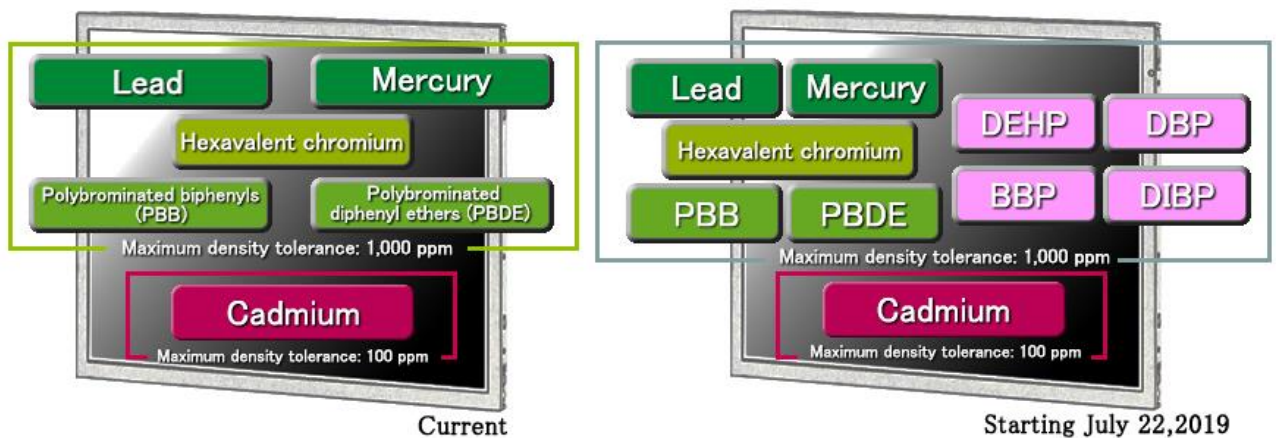 Lead
Mercury
Hexavalent chromium
Polybrominated biphenyls
(PBB)
Polybrominated
diphenyl ethers (PBDE)
Maximum density tolerance: 1,000 ppm
Cadmium
Maximum density tolerance: 100 ppm
Current
Lead
Mercury
DEHP
DBP
Hexavalent chromium
PBB
PBDE
BBP
DIBP
Maximum density tolerance: 1,000 ppm
Cadmium
Maximum density tolerance: 100 ppm
Starting July 22,2019